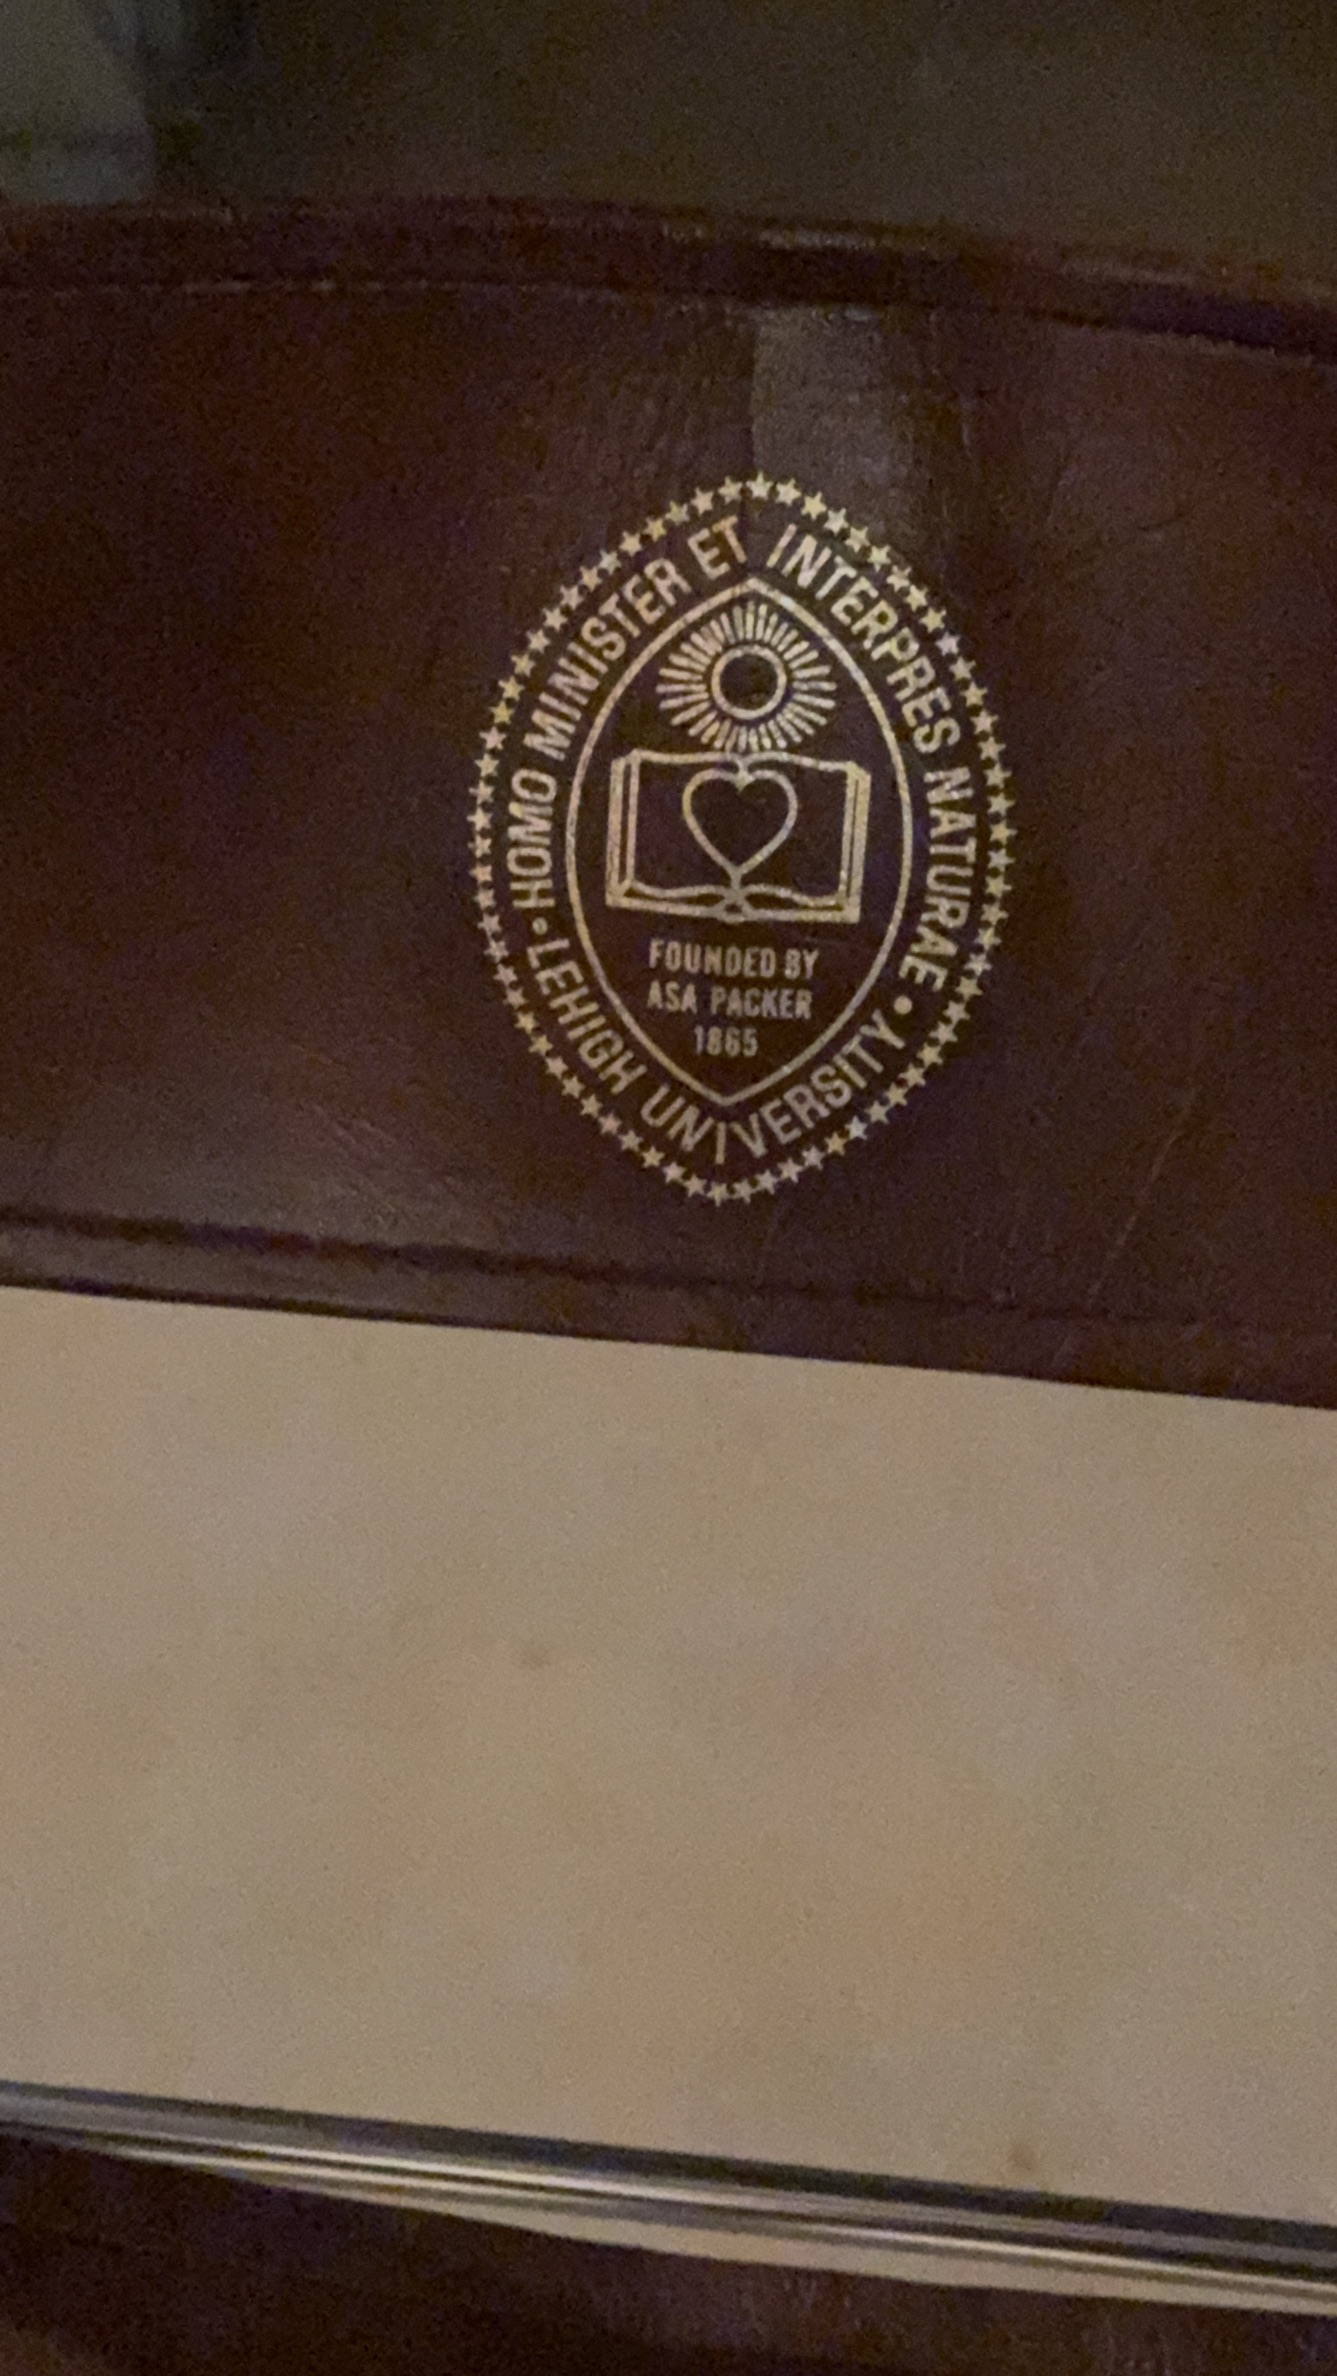 HOMO MINISTER ET INTERPRES NATURAE •
LEHIGH UNIVERSITY •
FOUNDED BY
ASA PACKER
1865